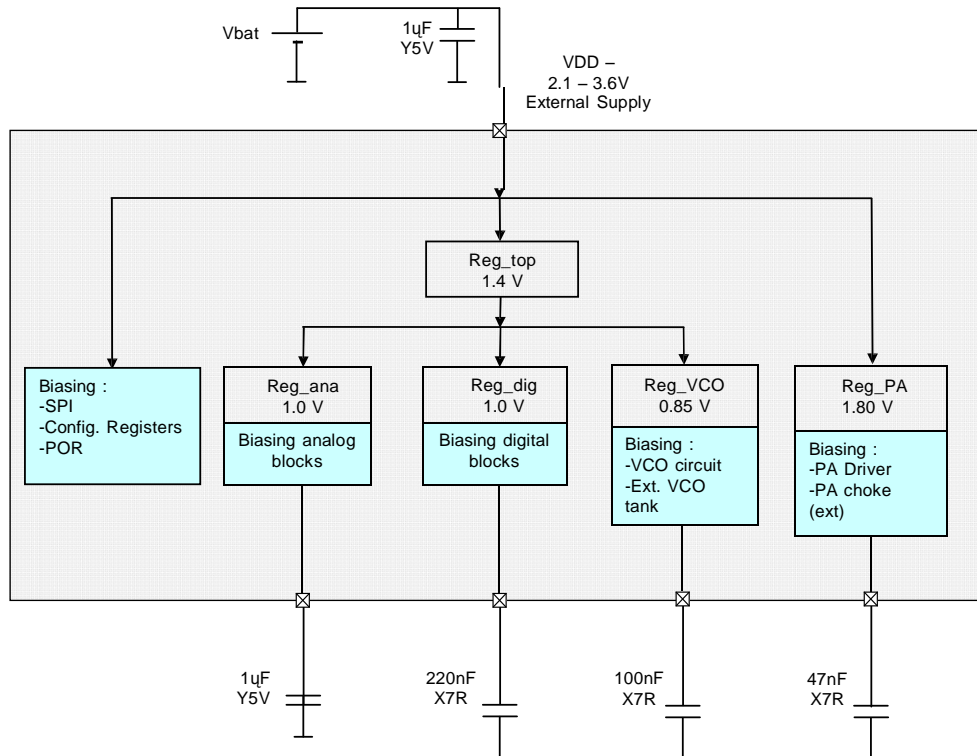 Vbat
1ųF
Y5V
VDD –
2.1 – 3.6V
External Supply
Reg_top
1.4 V
Biasing :
-SPI
-Config. Registers
-POR
Reg_ana
1.0 V
Biasing analog
blocks
Reg_dig
1.0 V
Biasing digital
blocks
Reg_VCO
0.85 V
Biasing :
-VCO circuit
-Ext. VCO
tank
Reg_PA
1.80 V
Biasing :
-PA Driver
-PA choke
(ext)
1ųF
Y5V
220nF
X7R
100nF
X7R
47nF
X7R